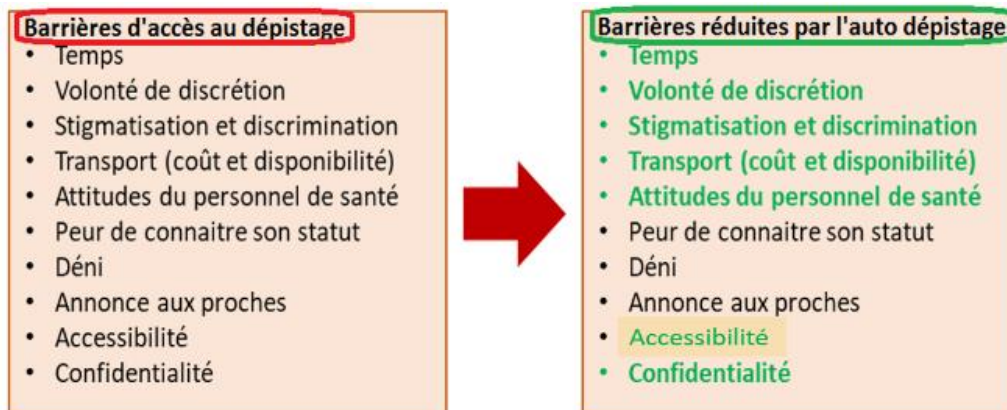 Barrières d'accès au dépistage
• Temps
• Volonté de discrétion
• Stigmatisation et discrimination
• Transport (coût et disponibilité)
• Attitudes du personnel de santé
• Peur de connaitre son statut
• Déni
• Annonce aux proches
• Accessibilité
• Confidentialité
Barrières réduites par l'auto dépistage
• Temps
• Volonté de discrétion
• Stigmatisation et discrimination
• Transport (coût et disponibilité)
• Attitudes du personnel de santé
• Peur de connaitre son statut
• Déni
• Annonce aux proches
• Accessibilité
• Confidentialité